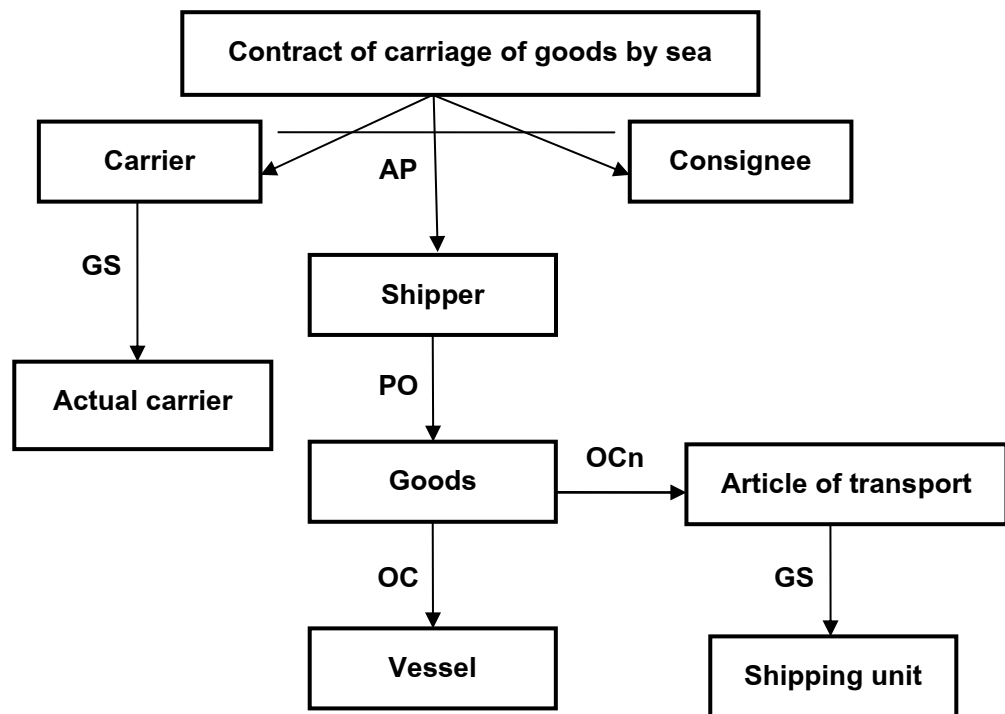 Contract of carriage of goods by sea
Carrier
AP
Consignee
GS
Shipper
Actual carrier
PO
Goods
OCn
Article of transport
OC
GS
Vessel
Shipping unit